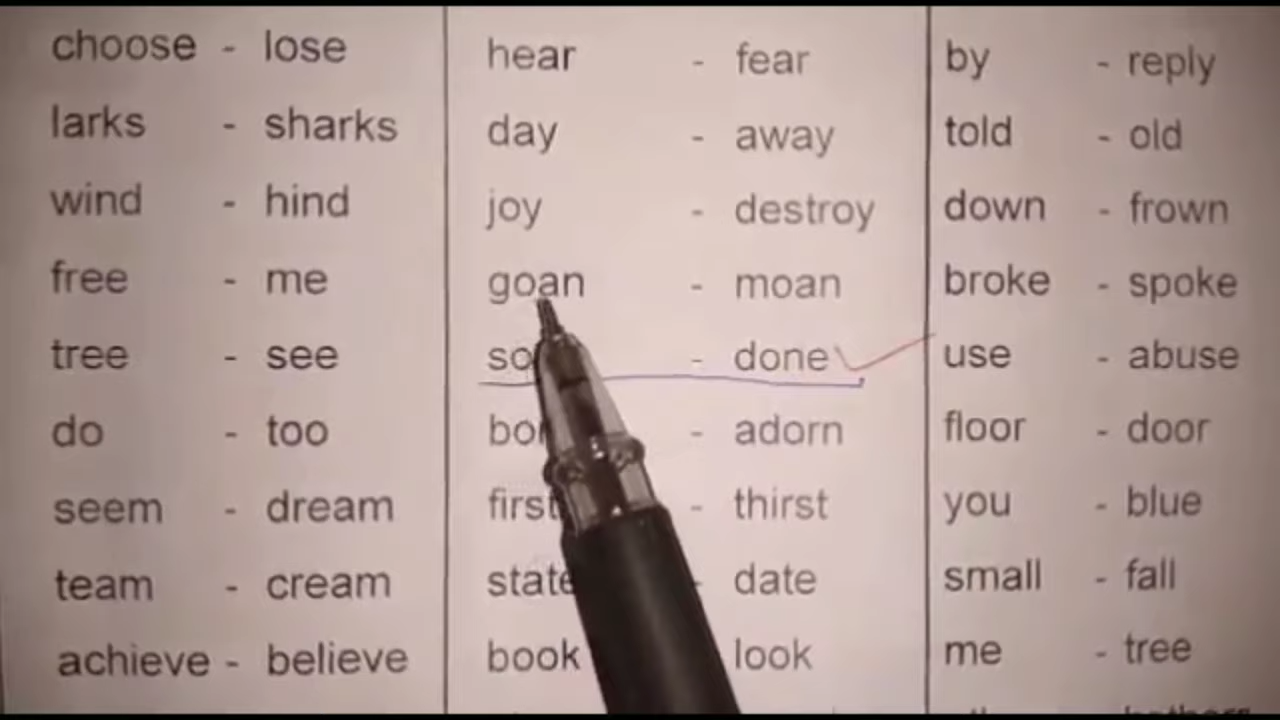 choose - lose
larks - sharks
wind - hind
free - me
tree - see
do - too
seem - dream
team - cream
achieve - believe
hear - fear
day - away
joy - destroy
goan - moan
- done
- adorn
first - thirst
state - date
book look
by - reply
told - old
down - frown
broke - spoke
use - abuse
floor - door
you - blue
small - fall
me - tree